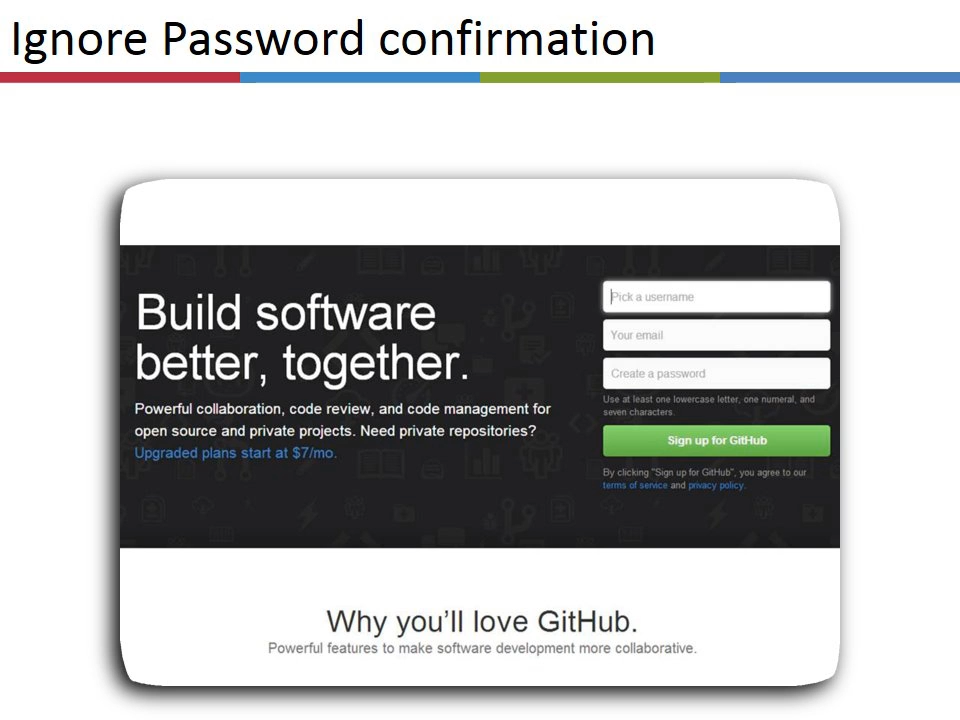 Ignore Password confirmation
Build software
better, together.
Powerful collaboration, code review, and code management for
open source and private projects. Need private repositories?
Upgraded plans start at $7/mo.
Pick a username
Your email
Create a password
Use at least one lowercase letter, one numeral, and
seven characters.
Sign up for GitHub
By clicking "Sign up for GitHub", you agree to our
terms of service and privacy policy.
Why you'll love GitHub.
Powerful features to make software development more collaborative.